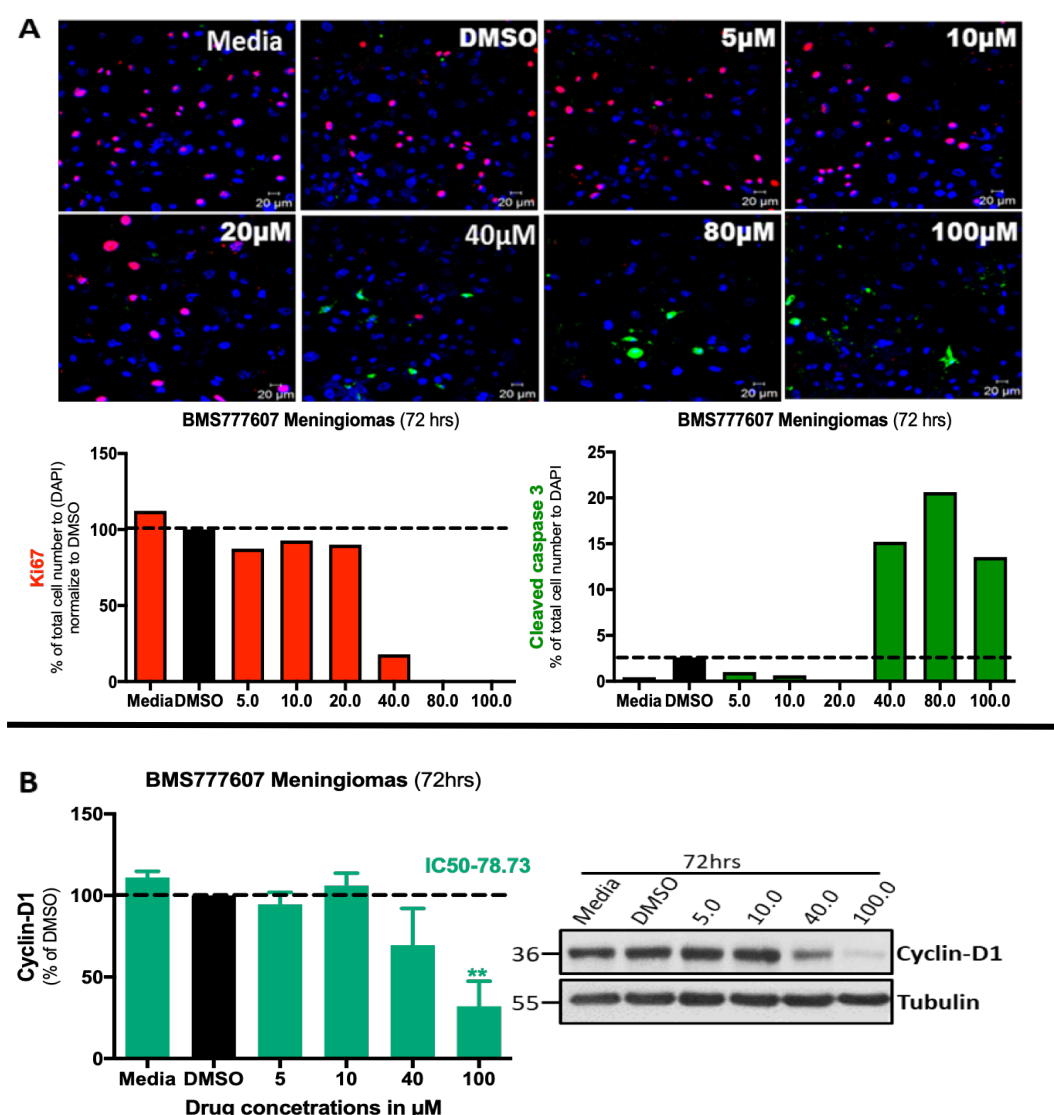 A
Media DMSO 5µM 10µM
20 µm 20 µm 20 µm 20 µm
20µM 40µM 80µM 100µM
20 µm 20 µm 20 µm 20 µm
BMS777607 Meningiomas (72 hrs)
Ki67
% of total cell number to (DAPI)
normalize to DMSO
150
100
50
0
Media DMSO 5.0 10.0 20.0 40.0 80.0 100.0
BMS777607 Meningiomas (72 hrs)
Cleaved caspase 3
% of total cell number to DAPI
25
20
15
10
5
0
Media DMSO 5.0 10.0 20.0 40.0 80.0 100.0
B
BMS777607 Meningiomas (72hrs)
Cyclin-D1
(% of DMSO)
150
100
50
0
IC50-78.73
**
Media DMSO 5 10 40 100
Drug concetrations in µM
72hrs
Media DMSO 5.0 10.0 40.0 100.0
36 Cyclin-D1
55 Tubulin